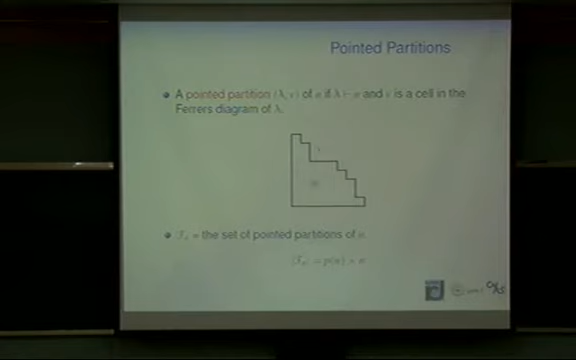 Pointed Partitions
A pointed partition (λ, v) of n if λ ⊢ n and v is a cell in the
Ferrers diagram of λ.
= the set of pointed partitions of n.
= p(n) × n